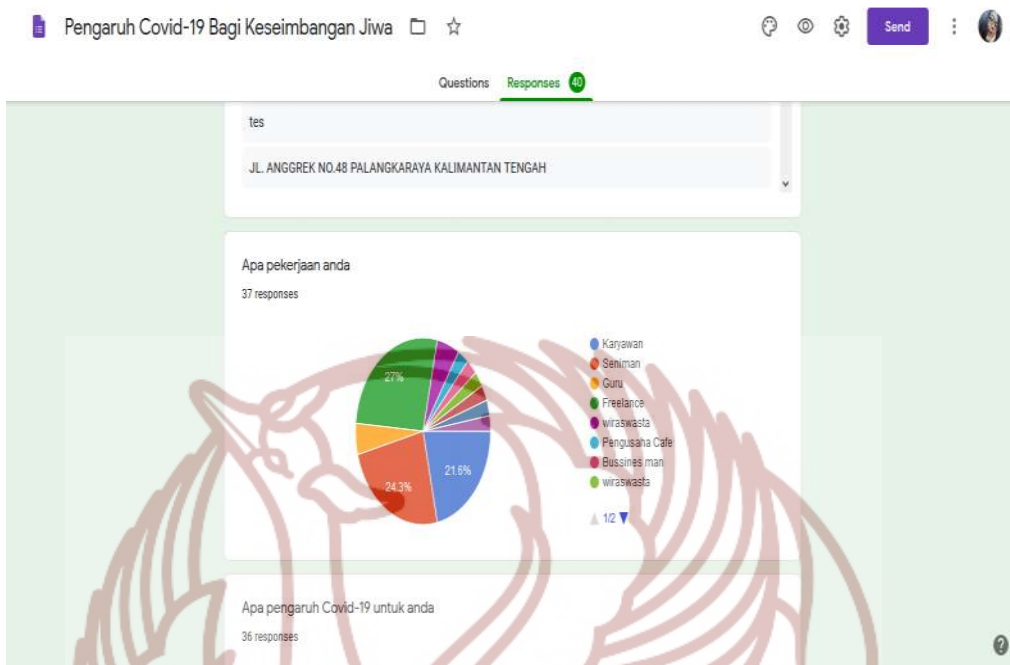 Pengaruh Covid-19 Bagi Keseimbangan Jiwa
Send
Questions Responses 40
tes
JL. ANGGREK NO.48 PALANGKARAYA KALIMANTAN TENGAH
Apa pekerjaan anda
37 responses
27%
24.3%
21.6%
Karyawan
Seniman
Guru
Freelance
wiraswasta
Pengusaha Cafe
Bussines man
wiraswasta
1/2
Apa pengaruh Covid-19 untuk anda
36 responses